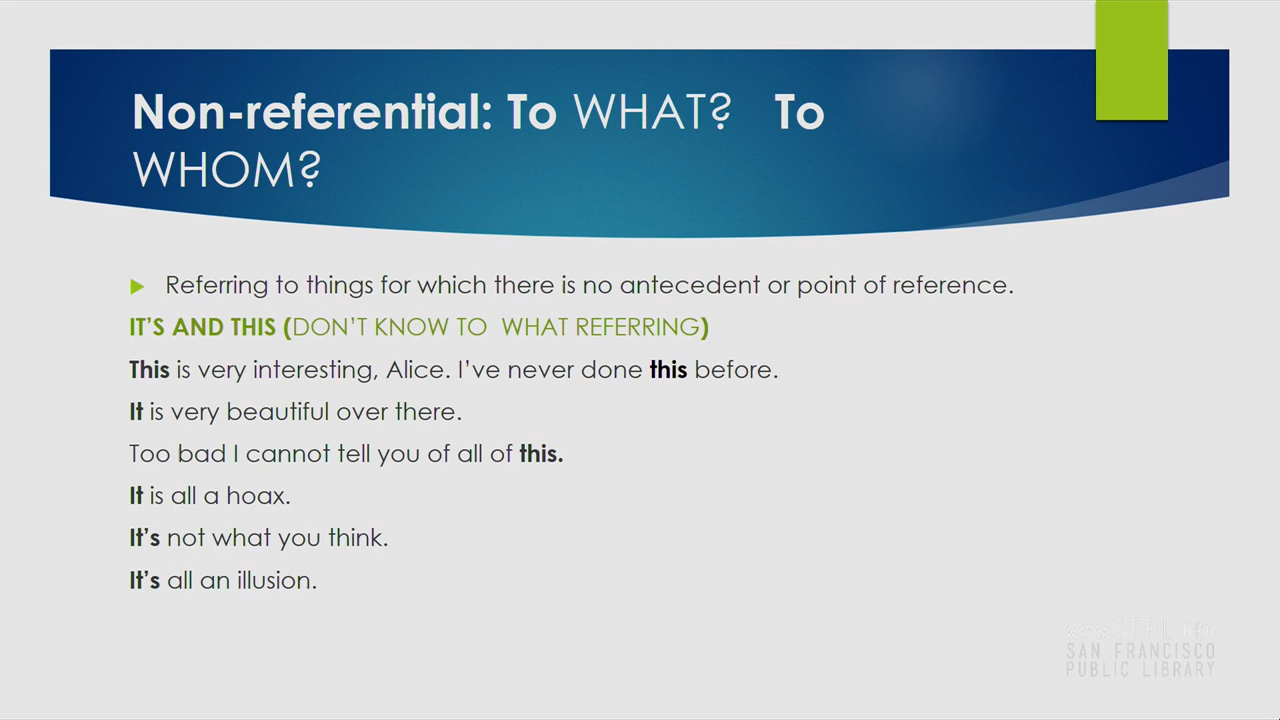 Non-referential: To WHAT? To
WHOM?
Referring to things for which there is no antecedent or point of reference.
IT’S AND THIS (DON’T KNOW TO WHAT REFERRING)
This is very interesting, Alice. I’ve never done this before.
It is very beautiful over there.
Too bad I cannot tell you of all of this.
It is all a hoax.
It’s not what you think.
It’s all an illusion.
www.SFPL.org
SAN FRANCISCO
PUBLIC LIBRARY